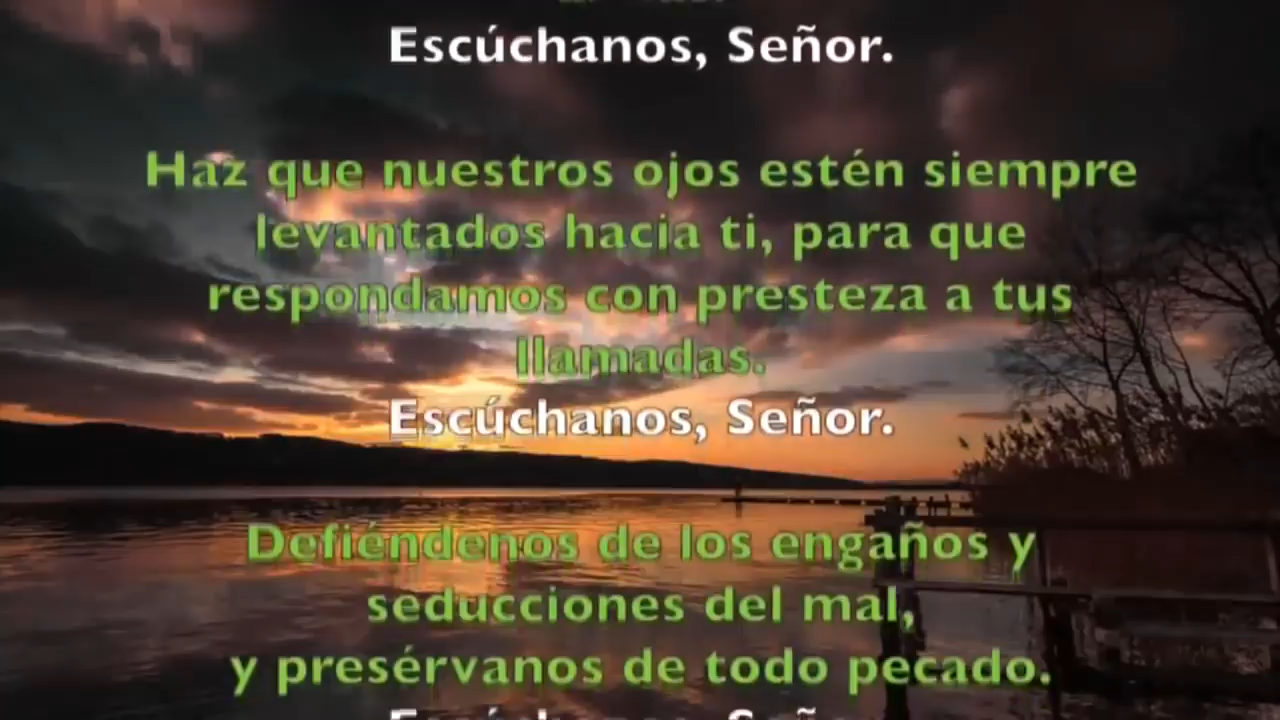 Escúchanos, Señor.
Haz que nuestros ojos estén siempre
levantados hacia ti, para que
respondamos con presteza a tus
llamadas.
Escúchanos, Señor.
Defiéndenos de los engaños y
seducciones del mal,
y presérvanos de todo pecado.